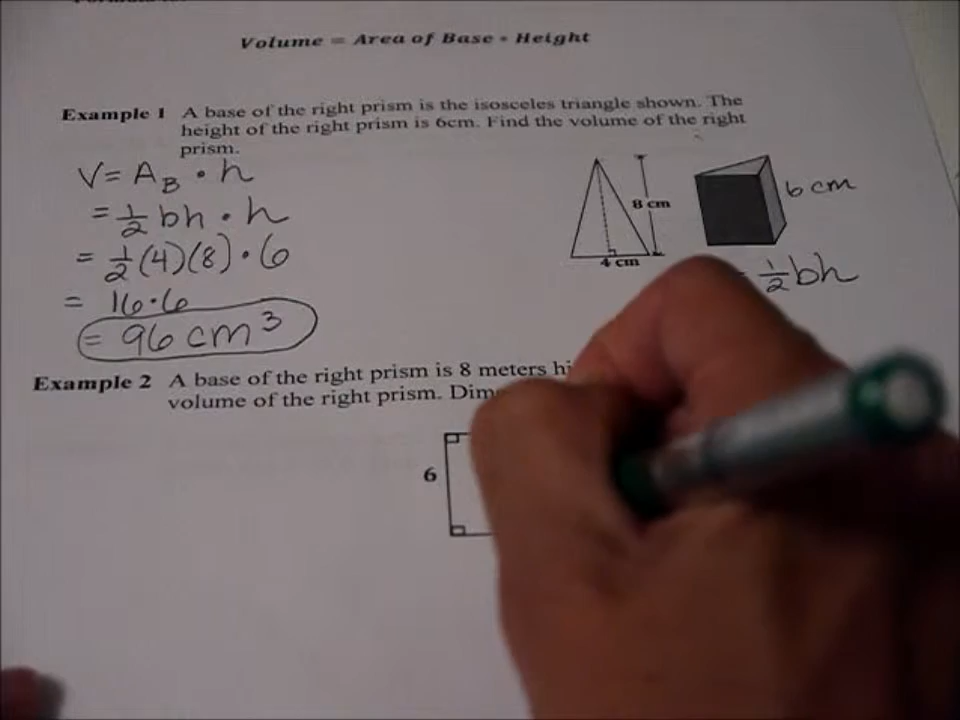 Volume = Area of Base • Height
Example 1 A base of the right prism is the isosceles triangle shown. The
height of the right prism is 6cm. Find the volume of the right
prism.
V = A_B • h
= 1/2 bh • h
= 1/2 (4)(8) • 6
= 16 • 6
= 96 cm³
8 cm
4 cm
6 cm
1/2 bh
Example 2 A base of the right prism is 8 meters
volume of the right prism.
6